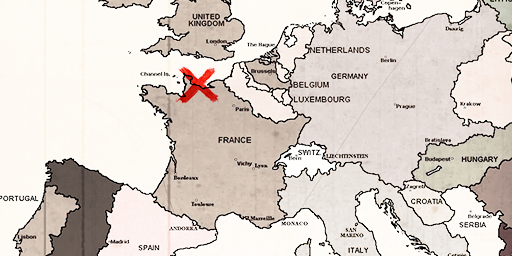 UNITED
KINGDOM
Copen-
hagen
Danzig
London
The Hague
NETHERLANDS
Berlin
Channel Is.
Brussels
GERMANY
BELGIUM
LUXEMBOURG
Paris
Prague
Krakow
FRANCE
Bratislava
SWITZ.
Bern
LIECHTENSTEIN
Budapest
HUNGARY
Vichy
Lyon
Bordeaux
Zagreb
PORTUGAL
CROATIA
Toulouse
Marseille
Belgrade
SERBIA
ANDORRA
MONACO
SAN
MARINO
Lisbon
Madrid
SPAIN
ITALY